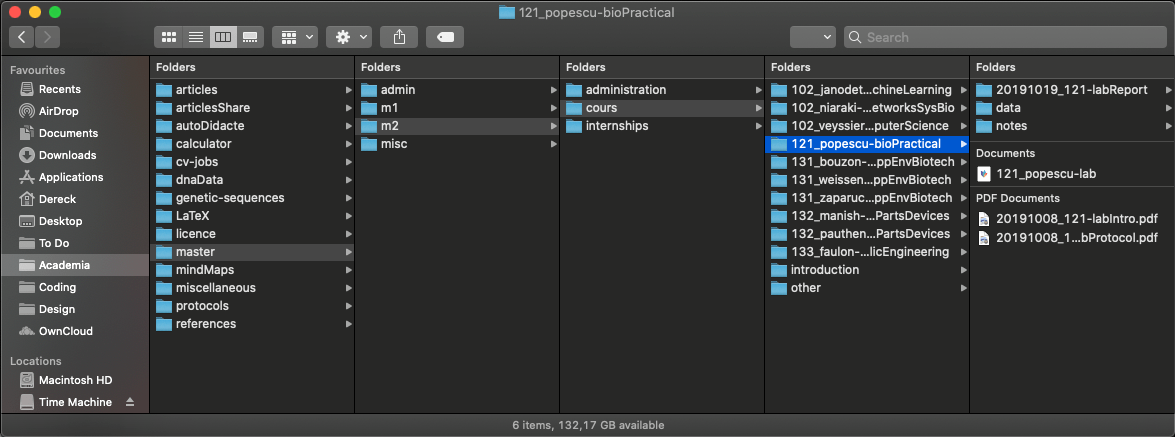 121_popescu-bioPractical
Search
Favourites
Recents
AirDrop
Documents
Downloads
Applications
Dereck
Desktop
To Do
Academia
Coding
Design
OwnCloud
Locations
Macintosh HD
Time Machine
Folders
articles
articlesShare
autoDidacte
calculator
cv-jobs
dnaData
genetic-sequences
LaTeX
licence
master
mindMaps
miscellaneous
protocols
references
Folders
admin
m1
m2
misc
Folders
administration
cours
internships
Folders
102_janodet...chineLearning
102_niaraki-...etworksSysBio
102_veyssier...puterScience
121_popescu-bioPractical
131_bouzon-...ppEnvBiotech
131_weissen...ppEnvBiotech
131_zaparuc...ppEnvBiotech
132_manish-...PartsDevices
132_pauthen...PartsDevices
133_faulon-...licEngineering
introduction
other
Folders
20191019_121-labReport
data
notes
Documents
121_popescu-lab
PDF Documents
20191008_121-labIntro.pdf
20191008_1...bProtocol.pdf
6 items, 132,17 GB available